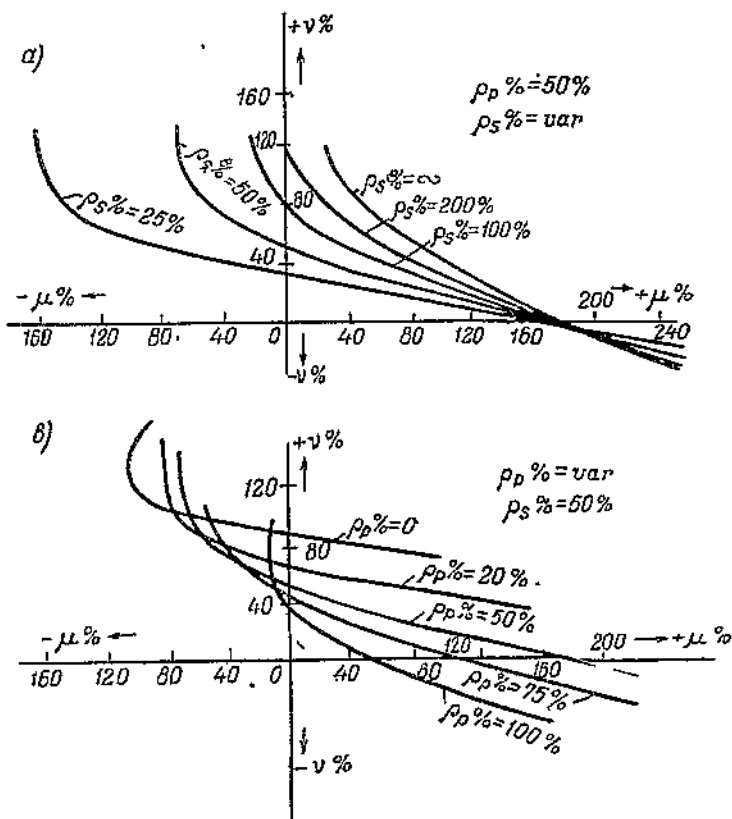 а)
+ν%
160
ρₚ%=50%
ρₛ%=var
120
ρₛ%=50%
ρₛ%=∞
ρₛ%=25%
80
ρₛ%=200%
ρₛ%=100%
40
-μ% ←
200 → +μ%
160 120 80 40 0 40 80 120 160 240
-ν%
в)
+ν%
120
ρₚ%=var
ρₛ%=50%
ρₚ%=0
80
ρₚ%=20%
40
ρₚ%=50%
-μ% ←
200 → +μ%
160 120 80 40 0 40 80 120 160
ρₚ%=75%
ρₚ%=100%
-ν%